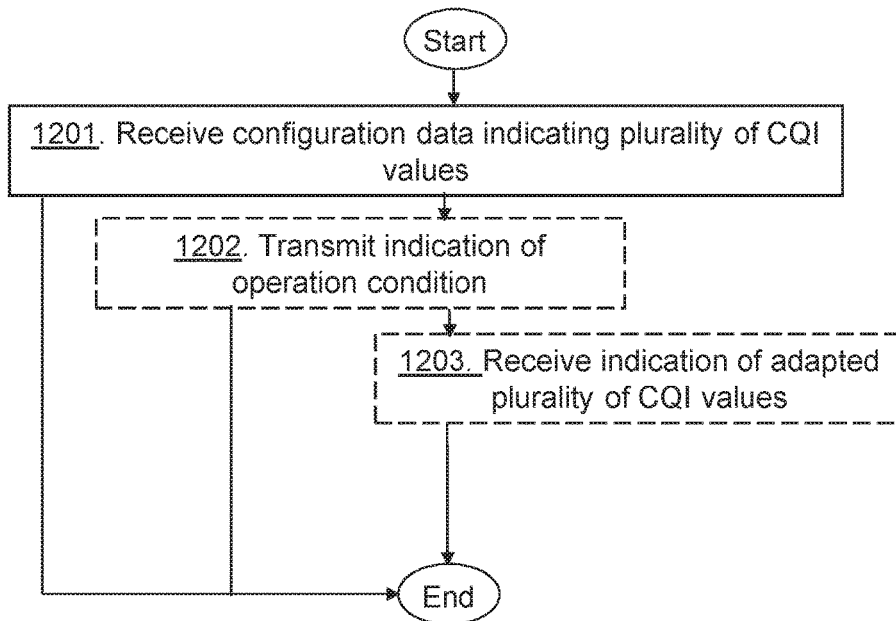 Start
1201. Receive configuration data indicating plurality of CQI
values
1202. Transmit indication of
operation condition
1203. Receive indication of adapted
plurality of CQI values
End